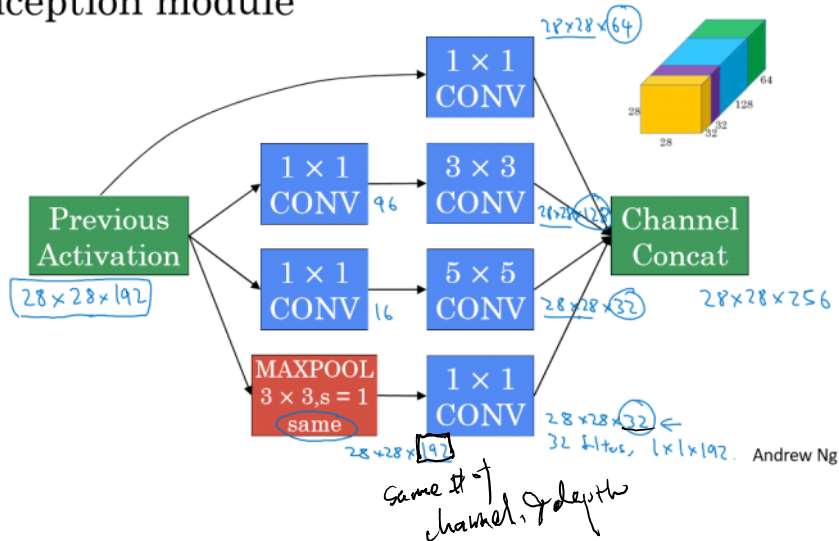 ception module
28×28×64
1 × 1
CONV
64
128
32
32
28
28
1 × 1
CONV
96
3 × 3
CONV
28×28×128
Previous
Activation
28×28×192
Channel
Concat
28×28×256
1 × 1
CONV
16
5 × 5
CONV
28×28×32
MAXPOOL
3 × 3,s = 1
same
28×28×192
1 × 1
CONV
28×28×32 ←
32 filters, 1×1×192.
Andrew Ng
same # of
channel, depth